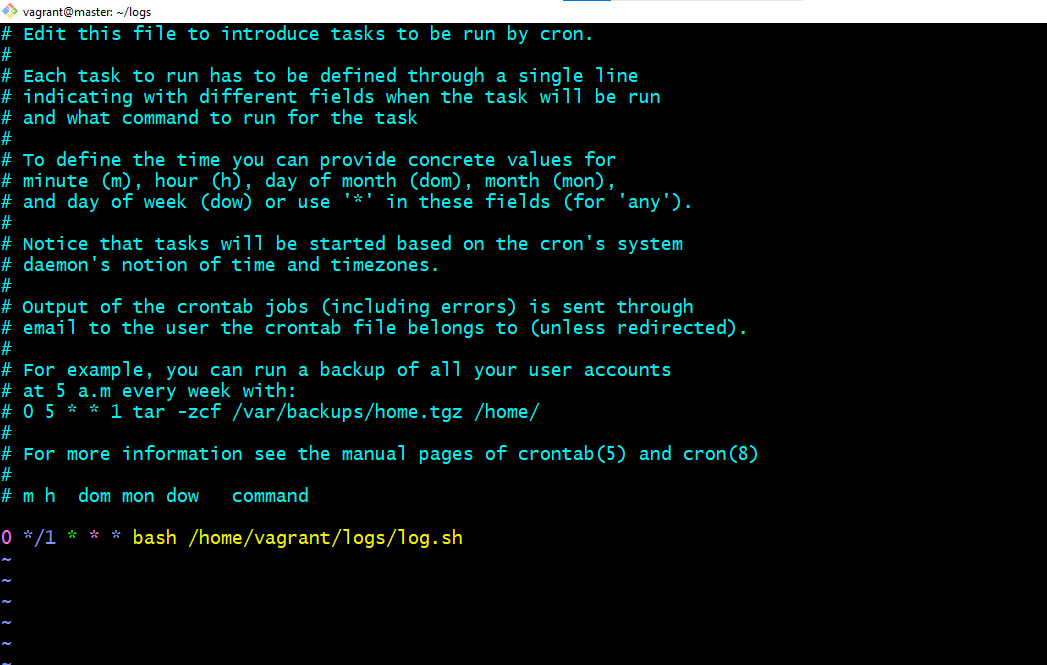 vagrant@master: ~/logs
# Edit this file to introduce tasks to be run by cron.
#
# Each task to run has to be defined through a single line
# indicating with different fields when the task will be run
# and what command to run for the task
#
# To define the time you can provide concrete values for
# minute (m), hour (h), day of month (dom), month (mon),
# and day of week (dow) or use '*' in these fields (for 'any').
#
# Notice that tasks will be started based on the cron's system
# daemon's notion of time and timezones.
#
# Output of the crontab jobs (including errors) is sent through
# email to the user the crontab file belongs to (unless redirected).
#
# For example, you can run a backup of all your user accounts
# at 5 a.m every week with:
# 0 5 * * 1 tar -zcf /var/backups/home.tgz /home/
#
# For more information see the manual pages of crontab(5) and cron(8)
#
# m h  dom mon dow   command
0 */1 * * * bash /home/vagrant/logs/log.sh
~
~
~
~
~
~